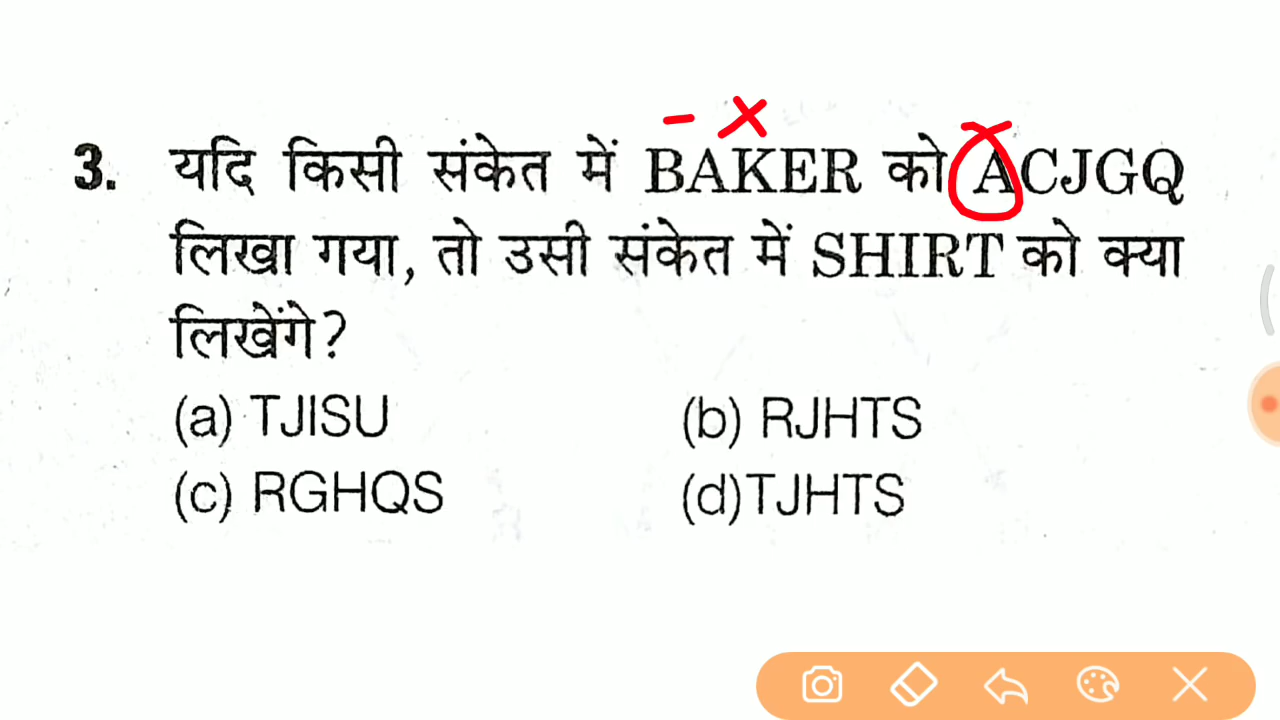 3. यदि किसी संकेत में BAKER को ACJGQ
लिखा गया, तो उसी संकेत में SHIRT को क्या
लिखेंगे?
(a) TJISU (b) RJHTS
(c) RGHQS (d) TJHTS